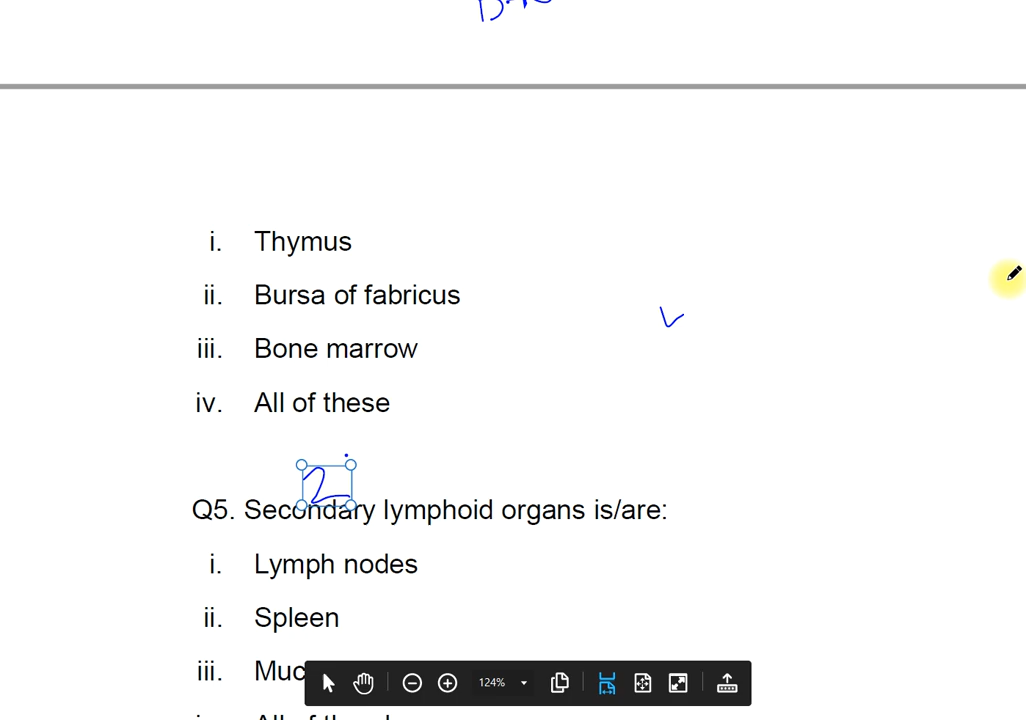 i. Thymus
ii. Bursa of fabricus
iii. Bone marrow
iv. All of these
2
Q5. Secondary lymphoid organs is/are:
i. Lymph nodes
ii. Spleen
iii. Muc
124%